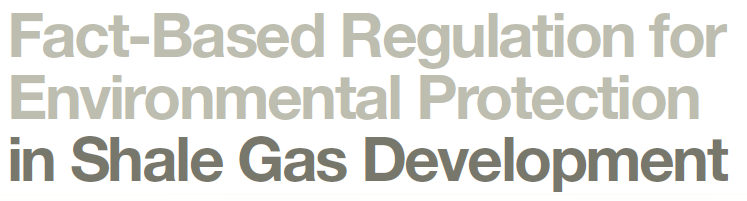 Fact-Based Regulation for
Environmental Protection
in Shale Gas Development